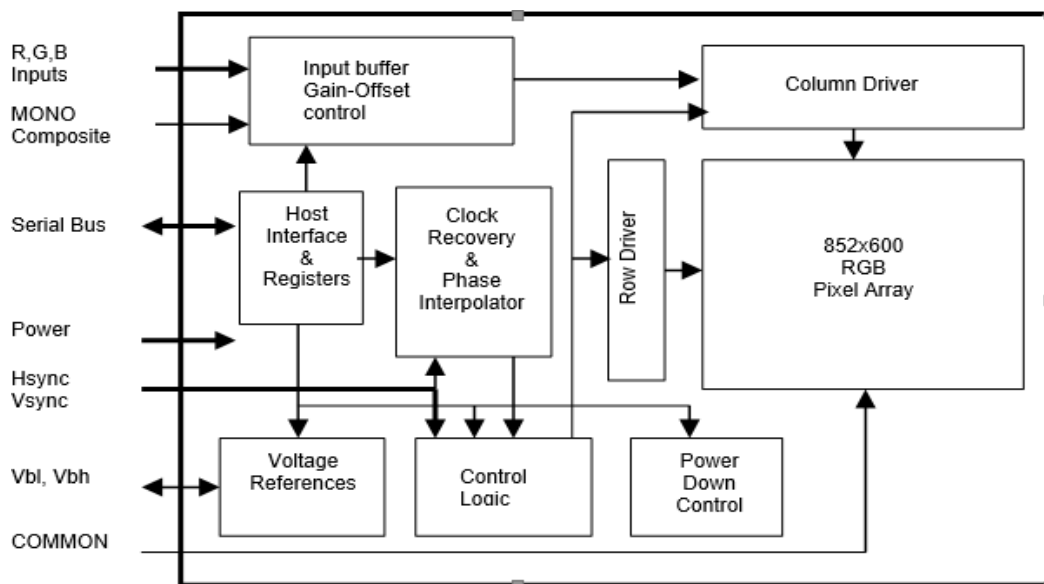 R,G,B
Inputs
MONO
Composite
Serial Bus
Power
Hsync
Vsync
Vbl, Vbh
COMMON
Input buffer
Gain-Offset
control
Column Driver
Host
Interface
&
Registers
Clock
Recovery
&
Phase
Interpolator
Row Driver
852x600
RGB
Pixel Array
Voltage
References
Control
Logic
Power
Down
Control